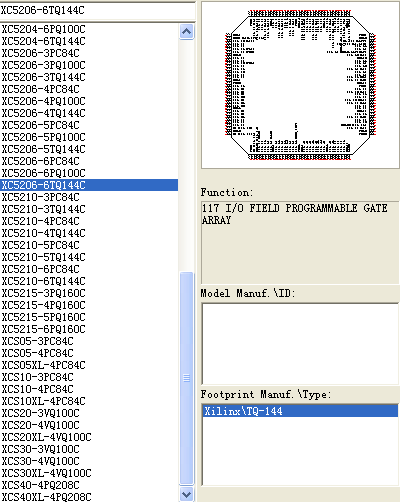 XC5206-6TQ144C
XC5204-6PQ100C
XC5204-6TQ144C
XC5206-3PC84C
XC5206-3PQ100C
XC5206-3TQ144C
XC5206-4PC84C
XC5206-4PQ100C
XC5206-4TQ144C
XC5206-5PC84C
XC5206-5PQ100C
XC5206-5TQ144C
XC5206-6PC84C
XC5206-6PQ100C
XC5206-6TQ144C
XC5210-3PC84C
XC5210-3TQ144C
XC5210-4PC84C
XC5210-4TQ144C
XC5210-5PC84C
XC5210-5TQ144C
XC5210-6PC84C
XC5210-6TQ144C
XC5215-3PQ160C
XC5215-4PQ160C
XC5215-5PQ160C
XC5215-6PQ160C
XCS05-3PC84C
XCS05-4PC84C
XCS05XL-4PC84C
XCS10-3PC84C
XCS10-4PC84C
XCS10XL-4PC84C
XCS20-3VQ100C
XCS20-4VQ100C
XCS20XL-4VQ100C
XCS30-3VQ100C
XCS30-4VQ100C
XCS30XL-4VQ100C
XCS40-4PQ208C
XCS40XL-4PQ208C
Function:
117 I/O FIELD PROGRAMMABLE GATE
ARRAY
Model Manuf.\ID:
Footprint Manuf.\Type:
Xilinx\TQ-144